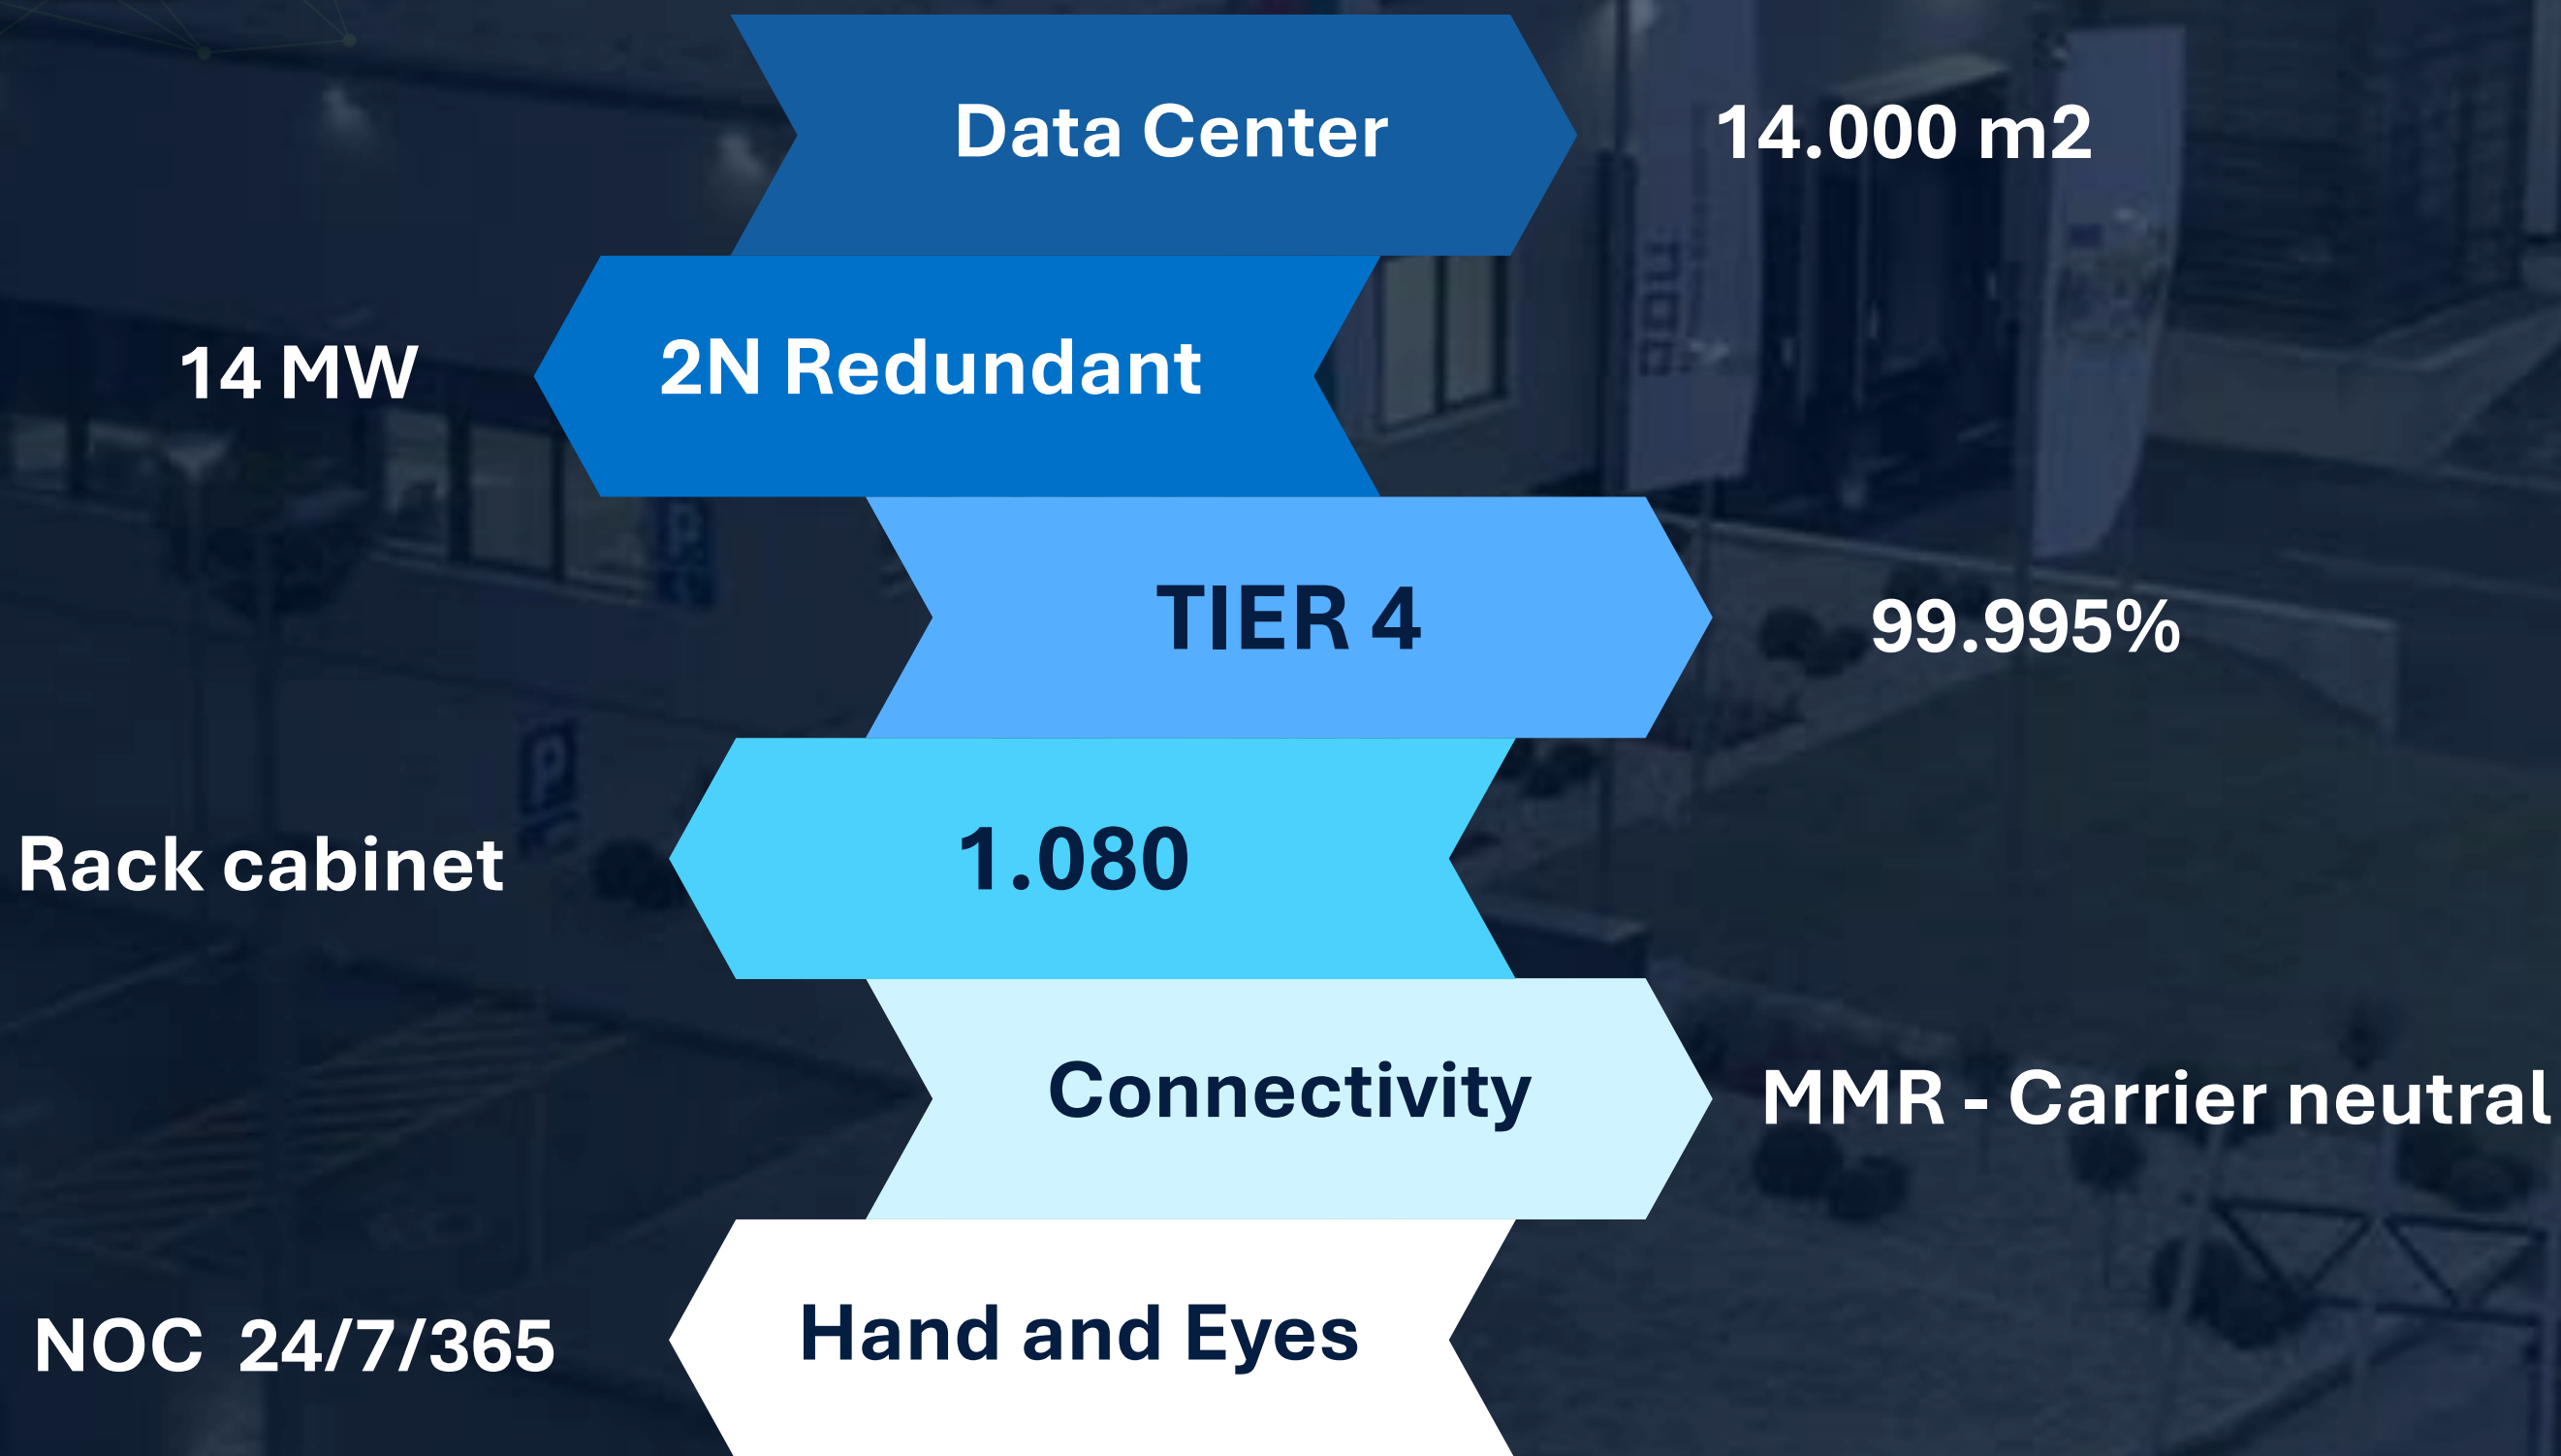 Data Center
14.000 m2
14 MW
2N Redundant
TIER 4
99.995%
Rack cabinet
1.080
Connectivity
MMR - Carrier neutral
NOC 24/7/365
Hand and Eyes